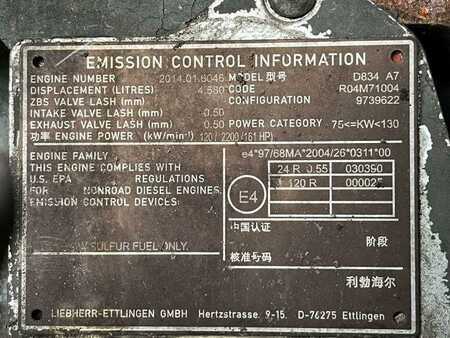 EMISSION CONTROL INFORMATION
ENGINE NUMBER 2014.01.8046 MODEL 型号 D834 A7
DISPLACEMENT (LITRES) 4.580 CODE R04M71004
ZBS VALVE LASH (mm) CONFIGURATION 9739622
INTAKE VALVE LASH (mm) 0.50
EXHAUST VALVE LASH (mm) 0.50 POWER CATEGORY 75<=KW<130
功率 ENGINE POWER (kW/min⁻¹) 120 / 2200 /161 HP)
ENGINE FAMILY e4*97/68MA*2004/26*0311*00
THIS ENGINE COMPLIES WITH 24 R 0.55 030390
U.S. EPA REGULATIONS 120 R 000025
FOR NONROAD DIESEL ENGINES. E4
EMISSION CONTROL DEVICES:
中国认证
SULFUR FUEL ONLY 阶段
核准号码
利勃海尔
LIEBHERR-ETTLINGEN GMBH Hertzstrasse. 9-15. D-76275 Ettlingen